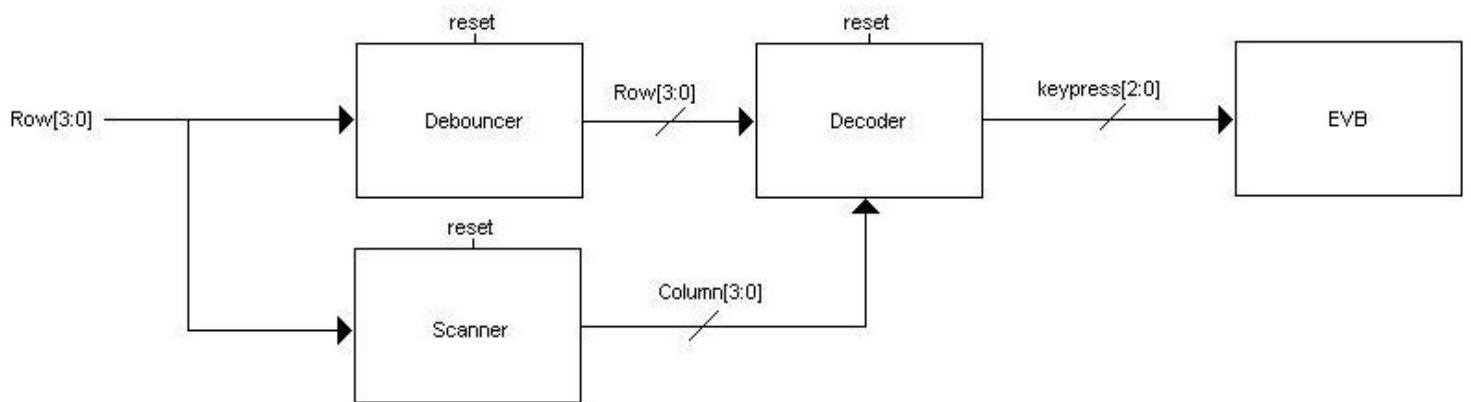 reset
reset
Row[3:0]
Debouncer
Row[3:0]
Decoder
keypress[2:0]
EVB
reset
Scanner
Column[3:0]